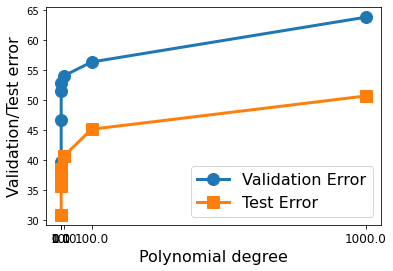 Validation/Test error
65
60
55
50
45
40
35
30
Validation Error
Test Error
100.0
1000.0
Polynomial degree